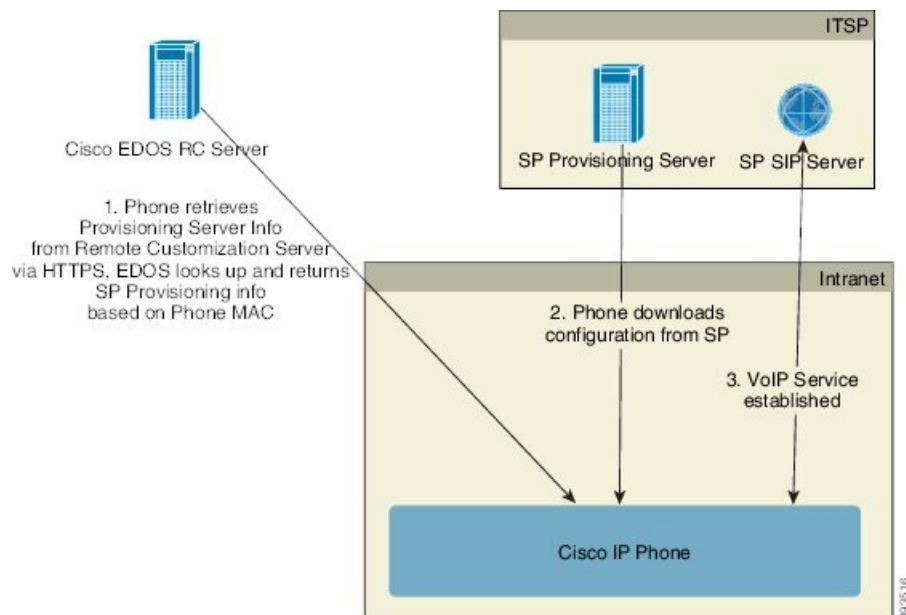 ITSP
Cisco EDOS RC Server
SP Provisioning Server
SP SIP Server
1. Phone retrieves
Provisioning Server Info
from Remote Customization Server
via HTTPS, EDOS looks up and returns
SP Provisioning info
based on Phone MAC
Intranet
2. Phone downloads
configuration from SP
3. VoIP Service
established
Cisco IP Phone